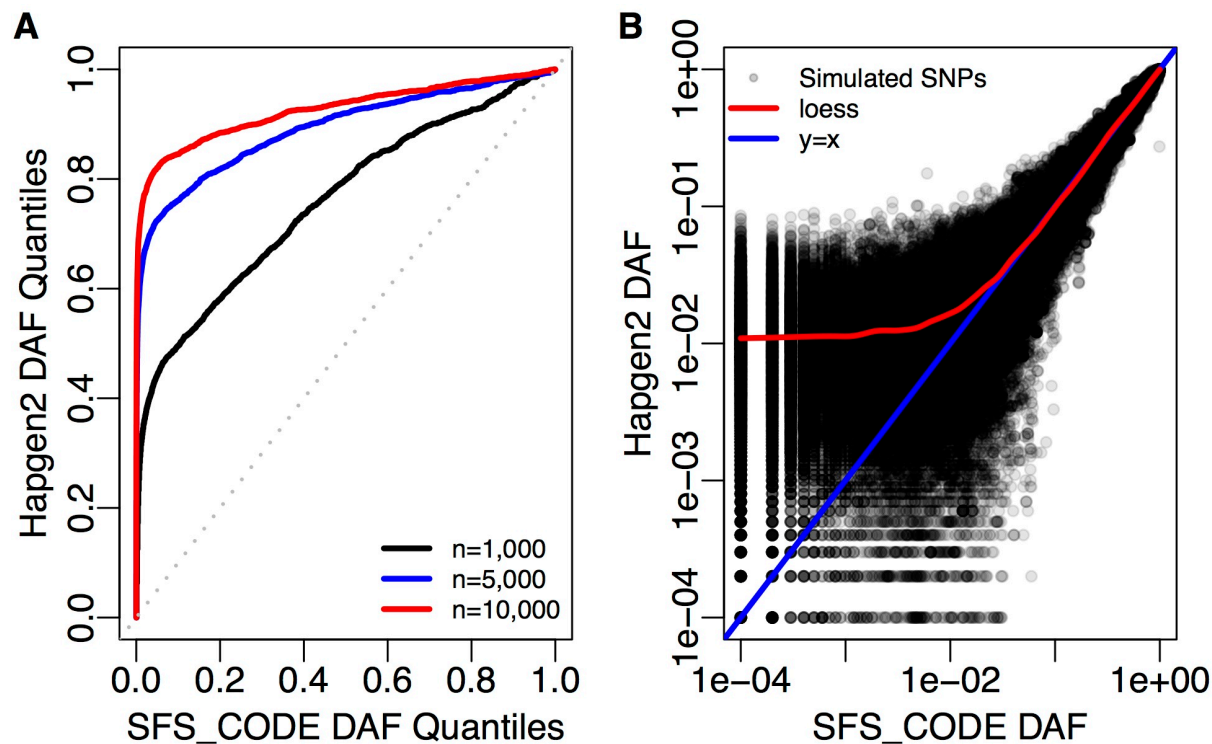 A
Hapgen2 DAF Quantiles
1.0
0.8
0.6
0.4
0.2
0.0
n=1,000
n=5,000
n=10,000
0.0 0.2 0.4 0.6 0.8 1.0
SFS_CODE DAF Quantiles
B
Hapgen2 DAF
1e+00
1e−01
1e−02
1e−03
1e−04
Simulated SNPs
loess
y=x
1e−04 1e−02 1e+00
SFS_CODE DAF